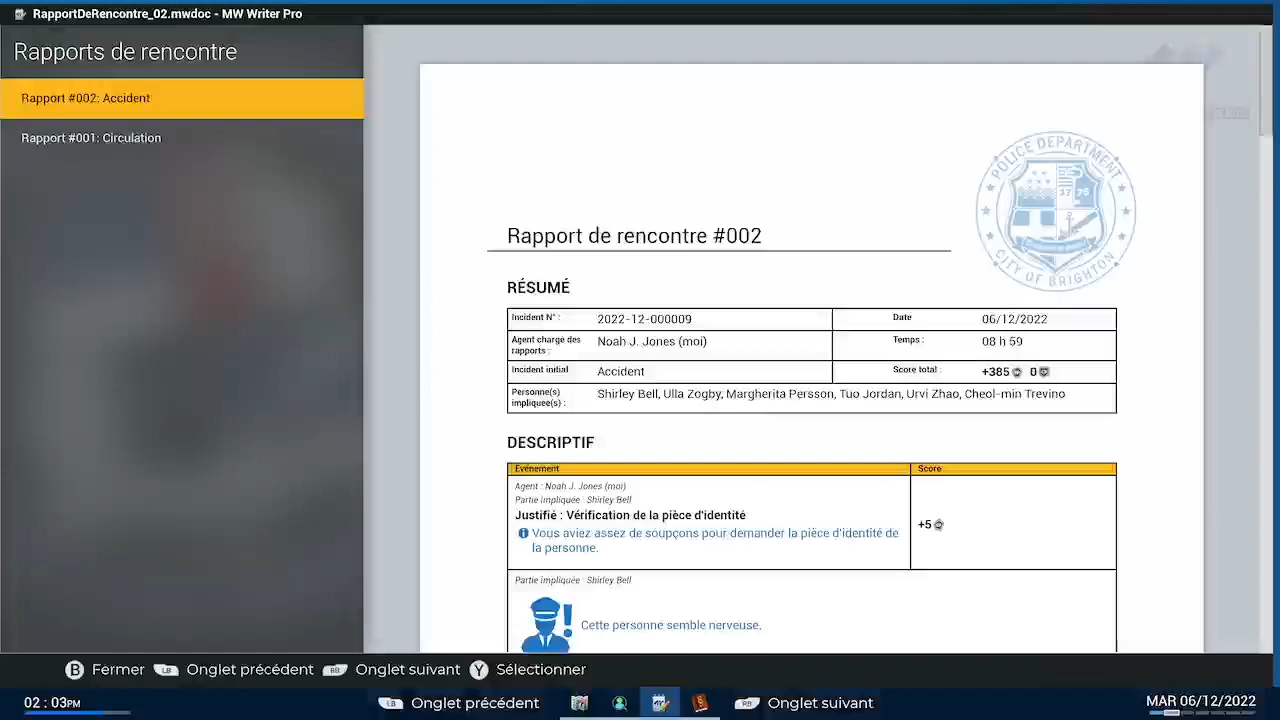 RapportDeRencontre_02.mwdoc - MW Writer Pro
Rapports de rencontre
Rapport #002: Accident
Rapport #001: Circulation
POLICE DEPARTMENT
17 76
CITY OF BRIGHTON
Rapport de rencontre #002
RÉSUMÉ
Incident N° : 2022-12-000009 Date 06/12/2022
Agent chargé des rapports : Noah J. Jones (moi) Temps : 08 h 59
Incident initial Accident Score total : +385 0
Personne(s) impliquee(s) : Shirley Bell, Ulla Zogby, Margherita Persson, Tuo Jordan, Urvi Zhao, Cheol-min Trevino
DESCRIPTIF
Evénement Score
Agent : Noah J. Jones (moi)
Partie impliquée : Shirley Bell
Justifié : Vérification de la pièce d'identité
+5
Vous aviez assez de soupçons pour demander la pièce d'identité de
la personne.
Partie impliquée : Shirley Bell
Cette personne semble nerveuse.
B Fermer LB Onglet précédent RB Onglet suivant Y Sélectionner
02 : 03PM LB Onglet précédent RB Onglet suivant MAR 06/12/2022